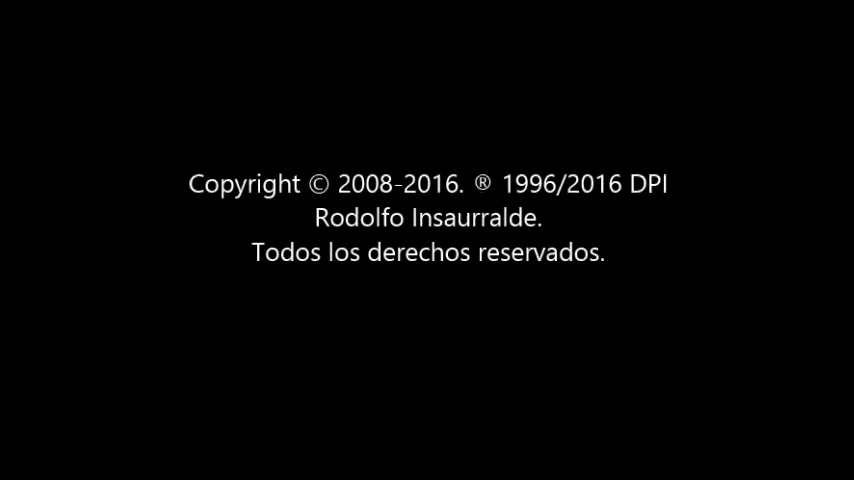 Copyright © 2008-2016. ® 1996/2016 DPI
Rodolfo Insaurralde.
Todos los derechos reservados.